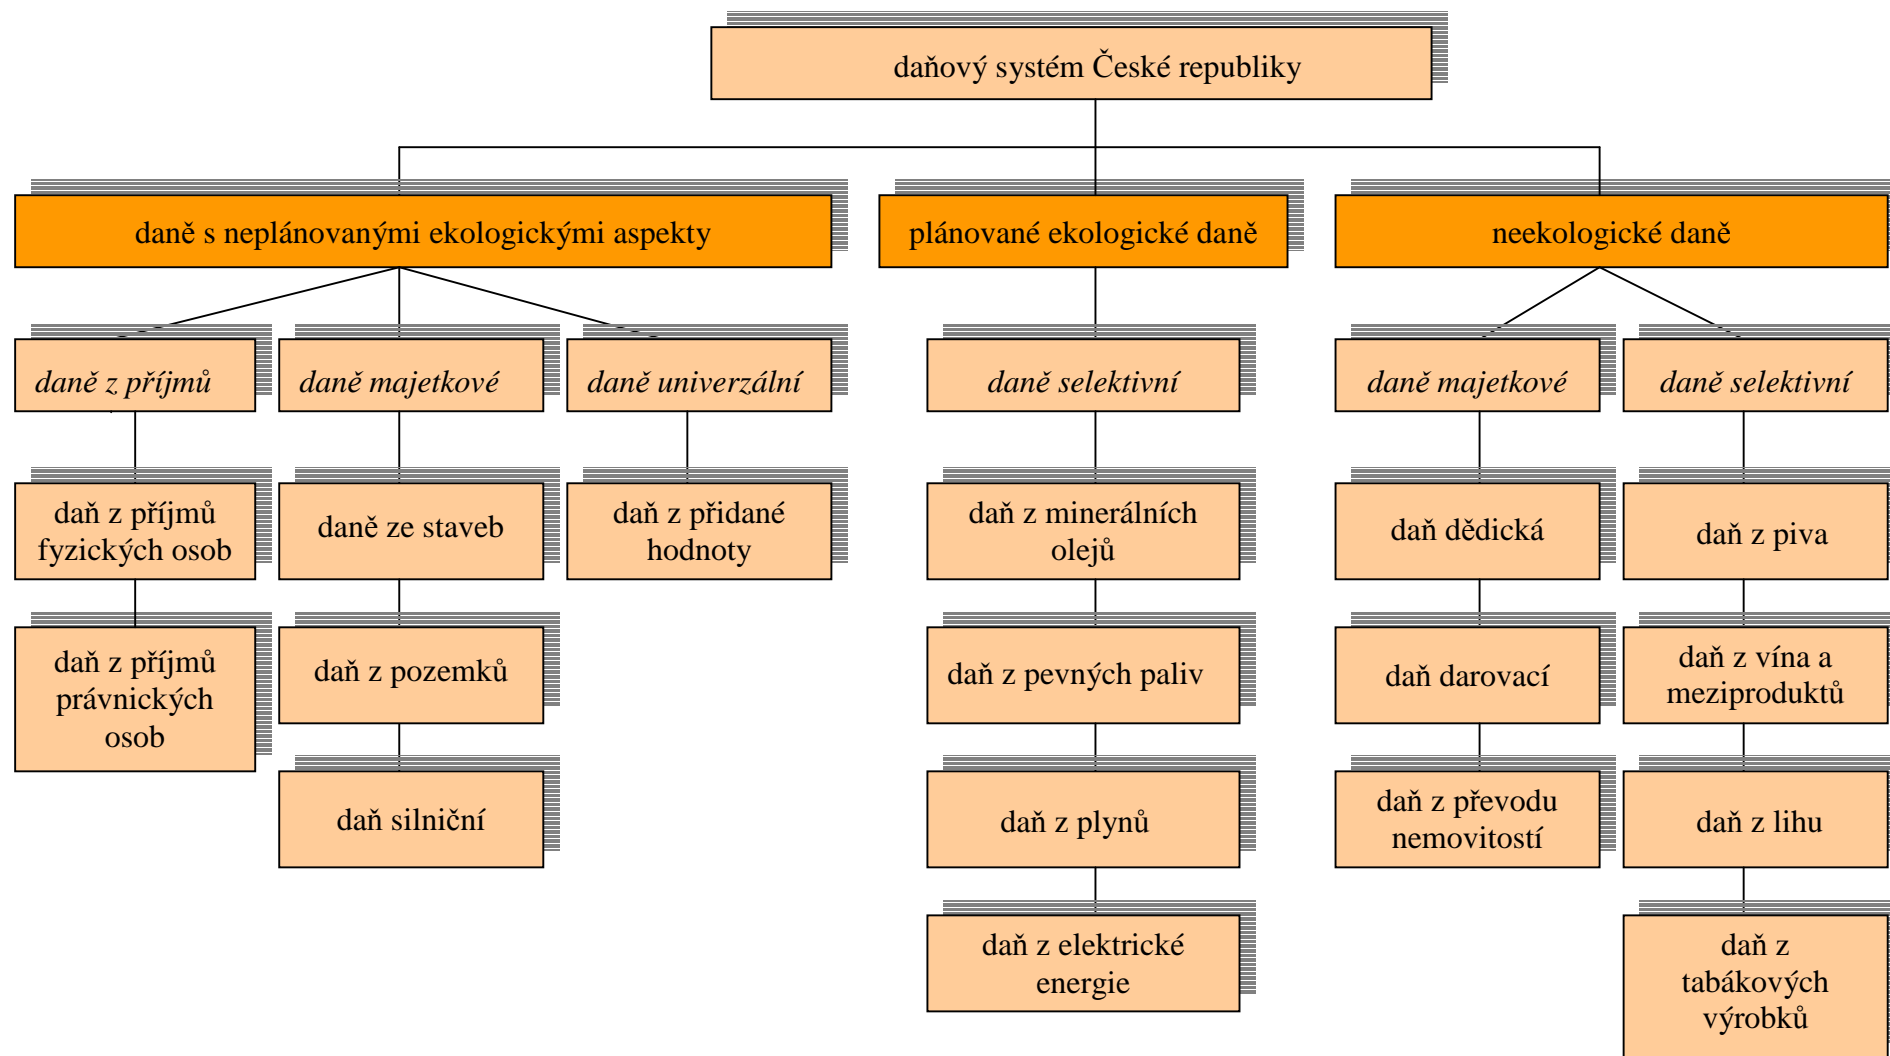 daňový systém České republiky
daně s neplánovanými ekologickými aspekty
plánované ekologické daně
neekologické daně
daně z příjmů
daně majetkové
daně univerzální
daně selektivní
daně majetkové
daně selektivní
daň z příjmů
fyzických osob
daně ze staveb
daň z přidané
hodnoty
daň z minerálních
olejů
daň dědická
daň z piva
daň z příjmů
právnických
osob
daň z pozemků
daň z pevných paliv
daň darovací
daň z vína a
meziproduktů
daň silniční
daň z plynů
daň z převodu
nemovitostí
daň z lihu
daň z elektrické
energie
daň z
tabákových
výrobků